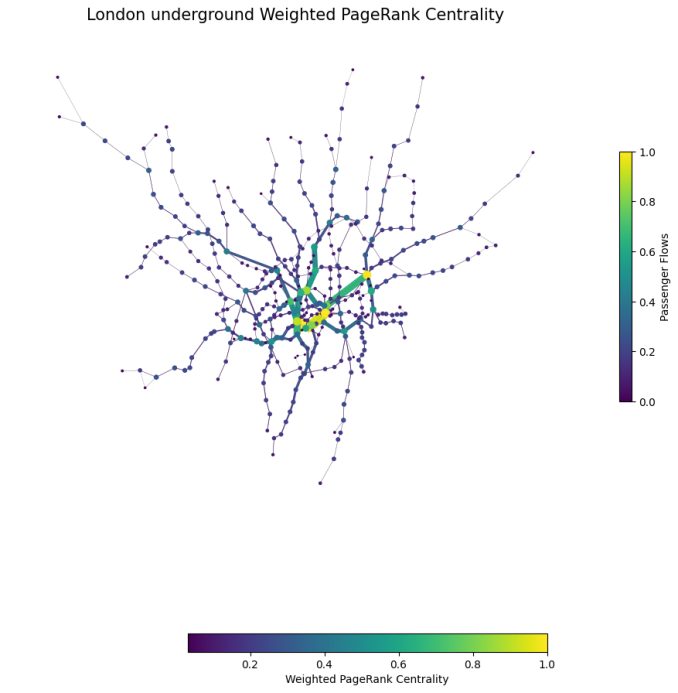 London underground Weighted PageRank Centrality
1.0
0.8
0.6
0.4
0.2
0.0
Passenger Flows
0.2 0.4 0.6 0.8 1.0
Weighted PageRank Centrality